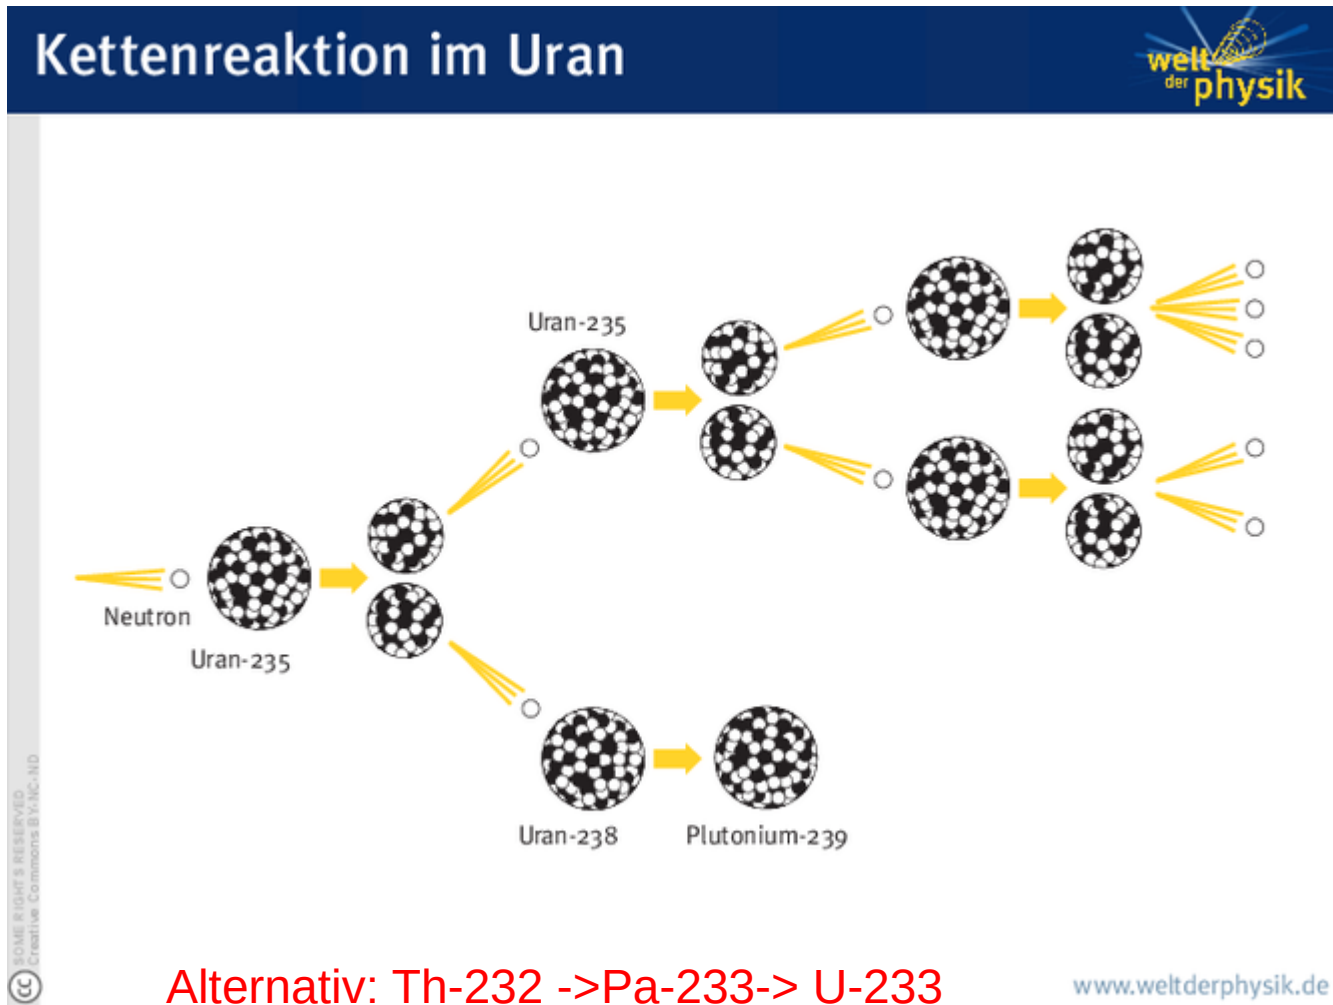 Kettenreaktion im Uran
welt
der physik
Uran-235
Neutron
Uran-235
Uran-238
Plutonium-239
SOME RIGHTS RESERVED
Creative Commons BY-NC-ND
cc
Alternativ: Th-232 ->Pa-233-> U-233
www.weltderphysik.de